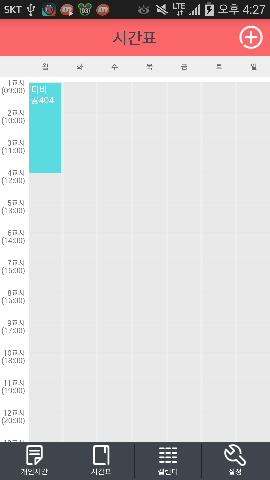 SKT LTE 오후 4:27
시간표
월 화 수 목 금 토 일
1교시
(09:00)
디비
공404
2교시
(10:00)
3교시
(11:00)
4교시
(12:00)
5교시
(13:00)
6교시
(14:00)
7교시
(15:00)
8교시
(16:00)
9교시
(17:00)
10교시
(18:00)
11교시
(19:00)
12교시
(20:00)
개인시간 시간표 캘린더 설정